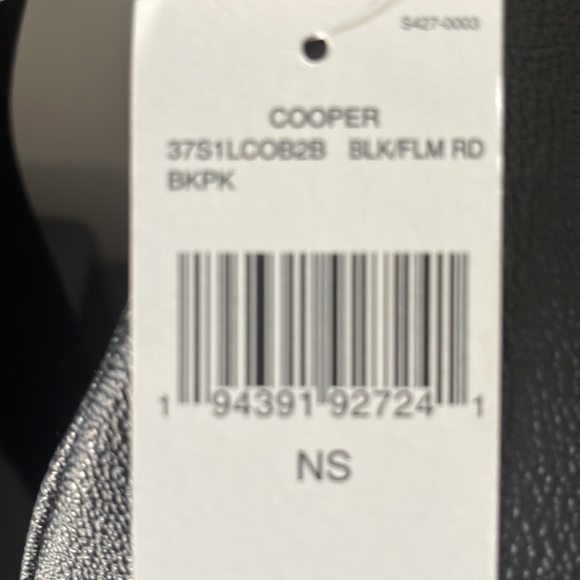 S427-0003
COOPER
37S1LCOB2B BLK/FLM RD
BKPK
1 94391 92724 1
NS